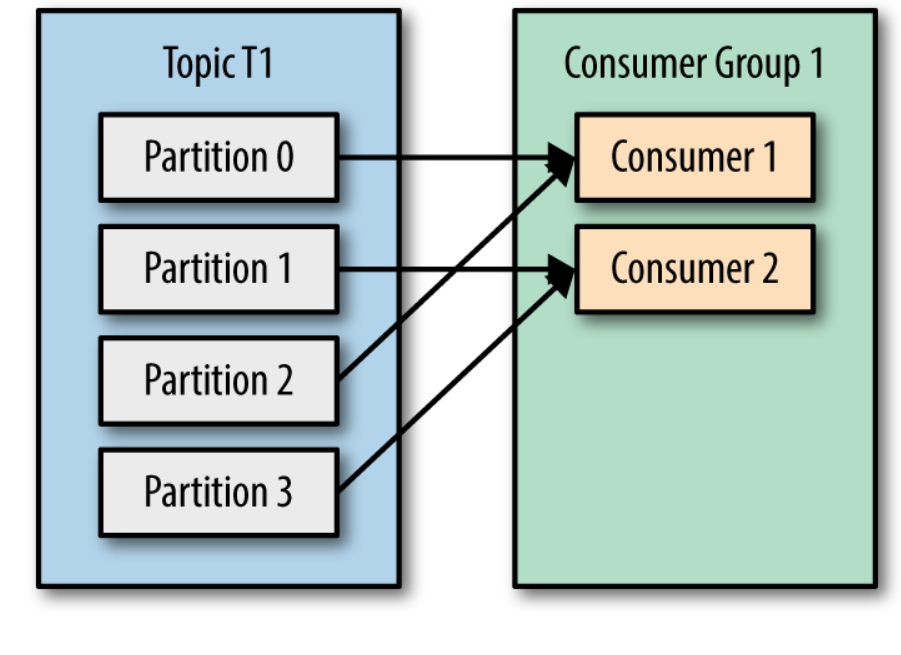 Topic T1
Partition 0
Partition 1
Partition 2
Partition 3
Consumer Group 1
Consumer 1
Consumer 2